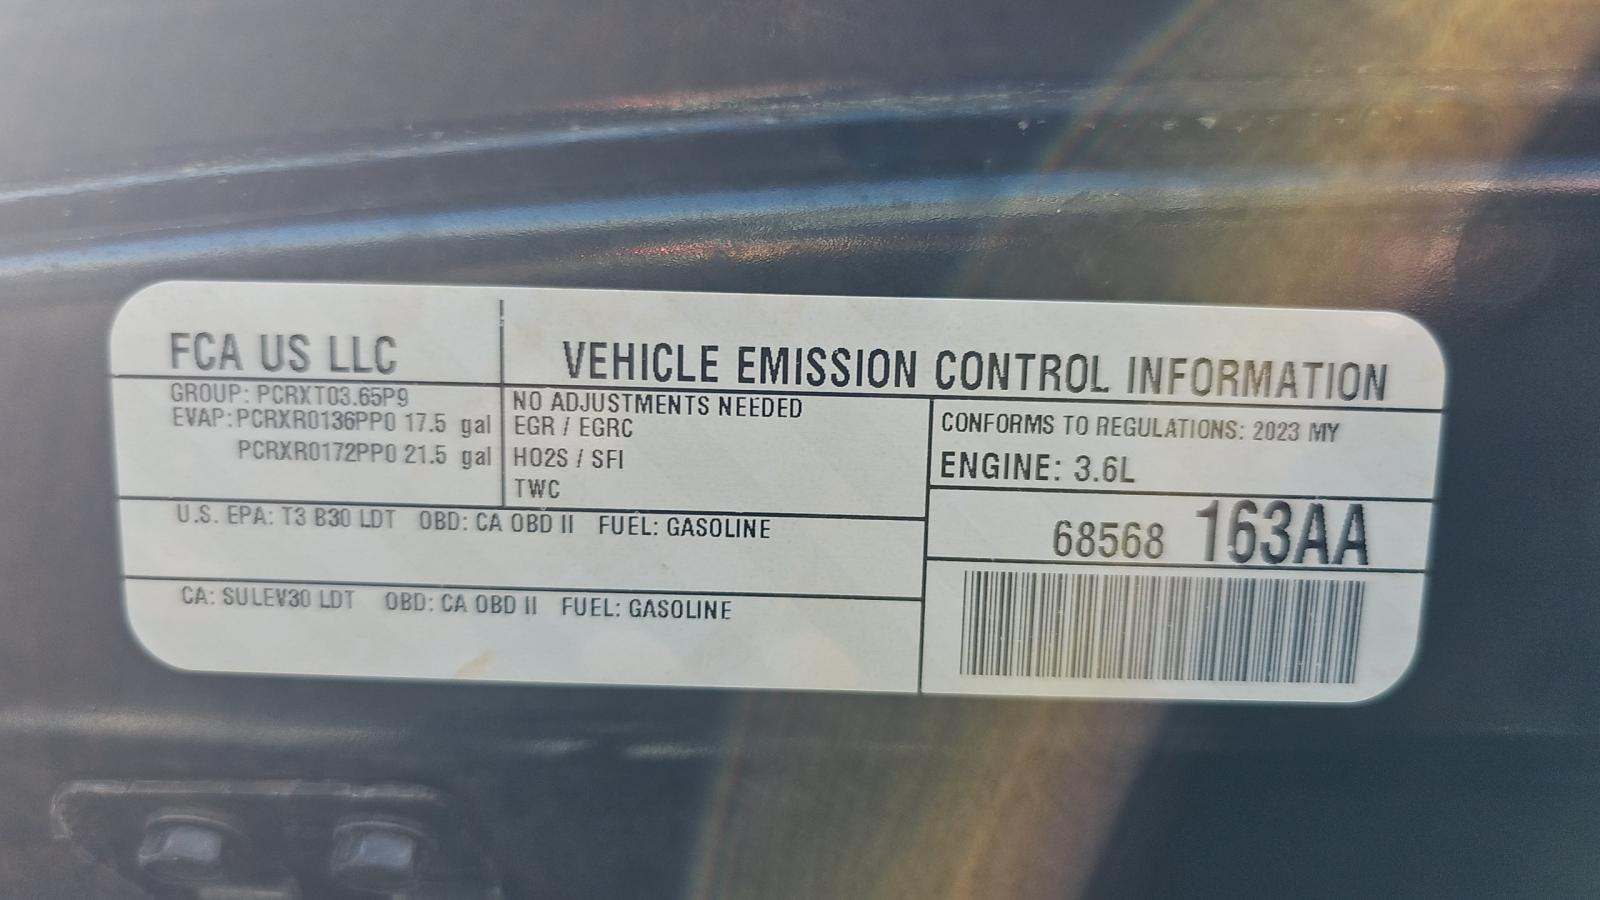 FCA US LLC
VEHICLE EMISSION CONTROL INFORMATION
GROUP: PCRXT03.65P9
EVAP: PCRXR0136PP0 17.5 gal
PCRXR0172PP0 21.5 gal
NO ADJUSTMENTS NEEDED
EGR / EGRC
HO2S / SFI
TWC
CONFORMS TO REGULATIONS: 2023 MY
ENGINE: 3.6L
U.S. EPA: T3 B30 LDT OBD: CA OBD II FUEL: GASOLINE
68568 163AA
CA: SULEV30 LDT OBD: CA OBD II FUEL: GASOLINE